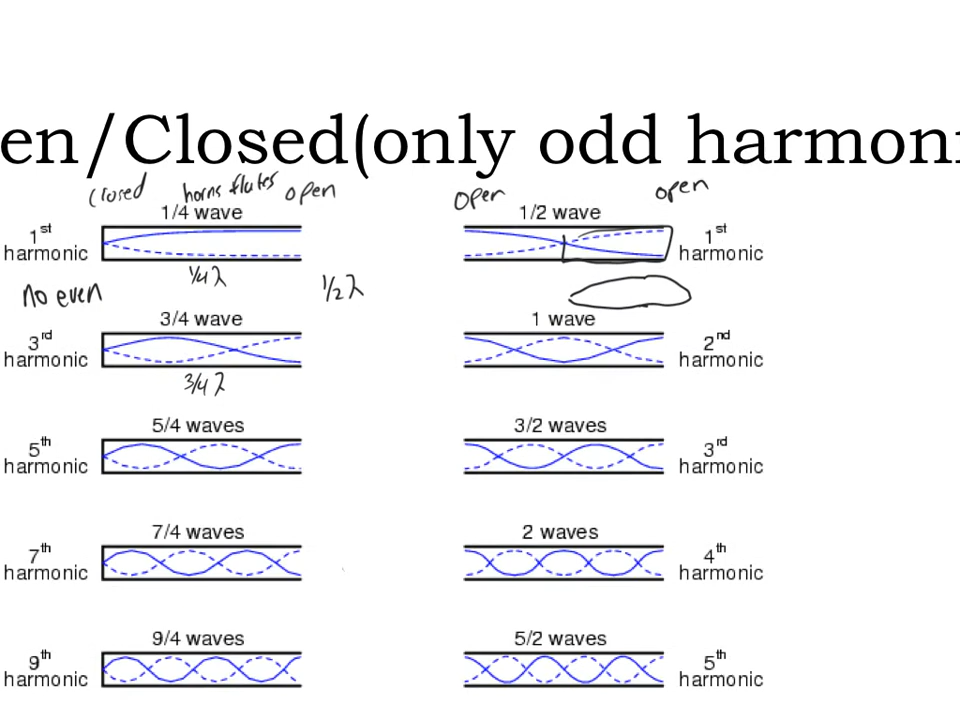 en/Closed(only odd harmoni
closed horns flutes open
open open
1/4 wave
1st harmonic
1/4 λ
no even
1/2 λ
3/4 wave
3rd harmonic
3/4 λ
5/4 waves
5th harmonic
7/4 waves
7th harmonic
9/4 waves
9th harmonic
1/2 wave
1st harmonic
1 wave
2nd harmonic
3/2 waves
3rd harmonic
2 waves
4th harmonic
5/2 waves
5th harmonic